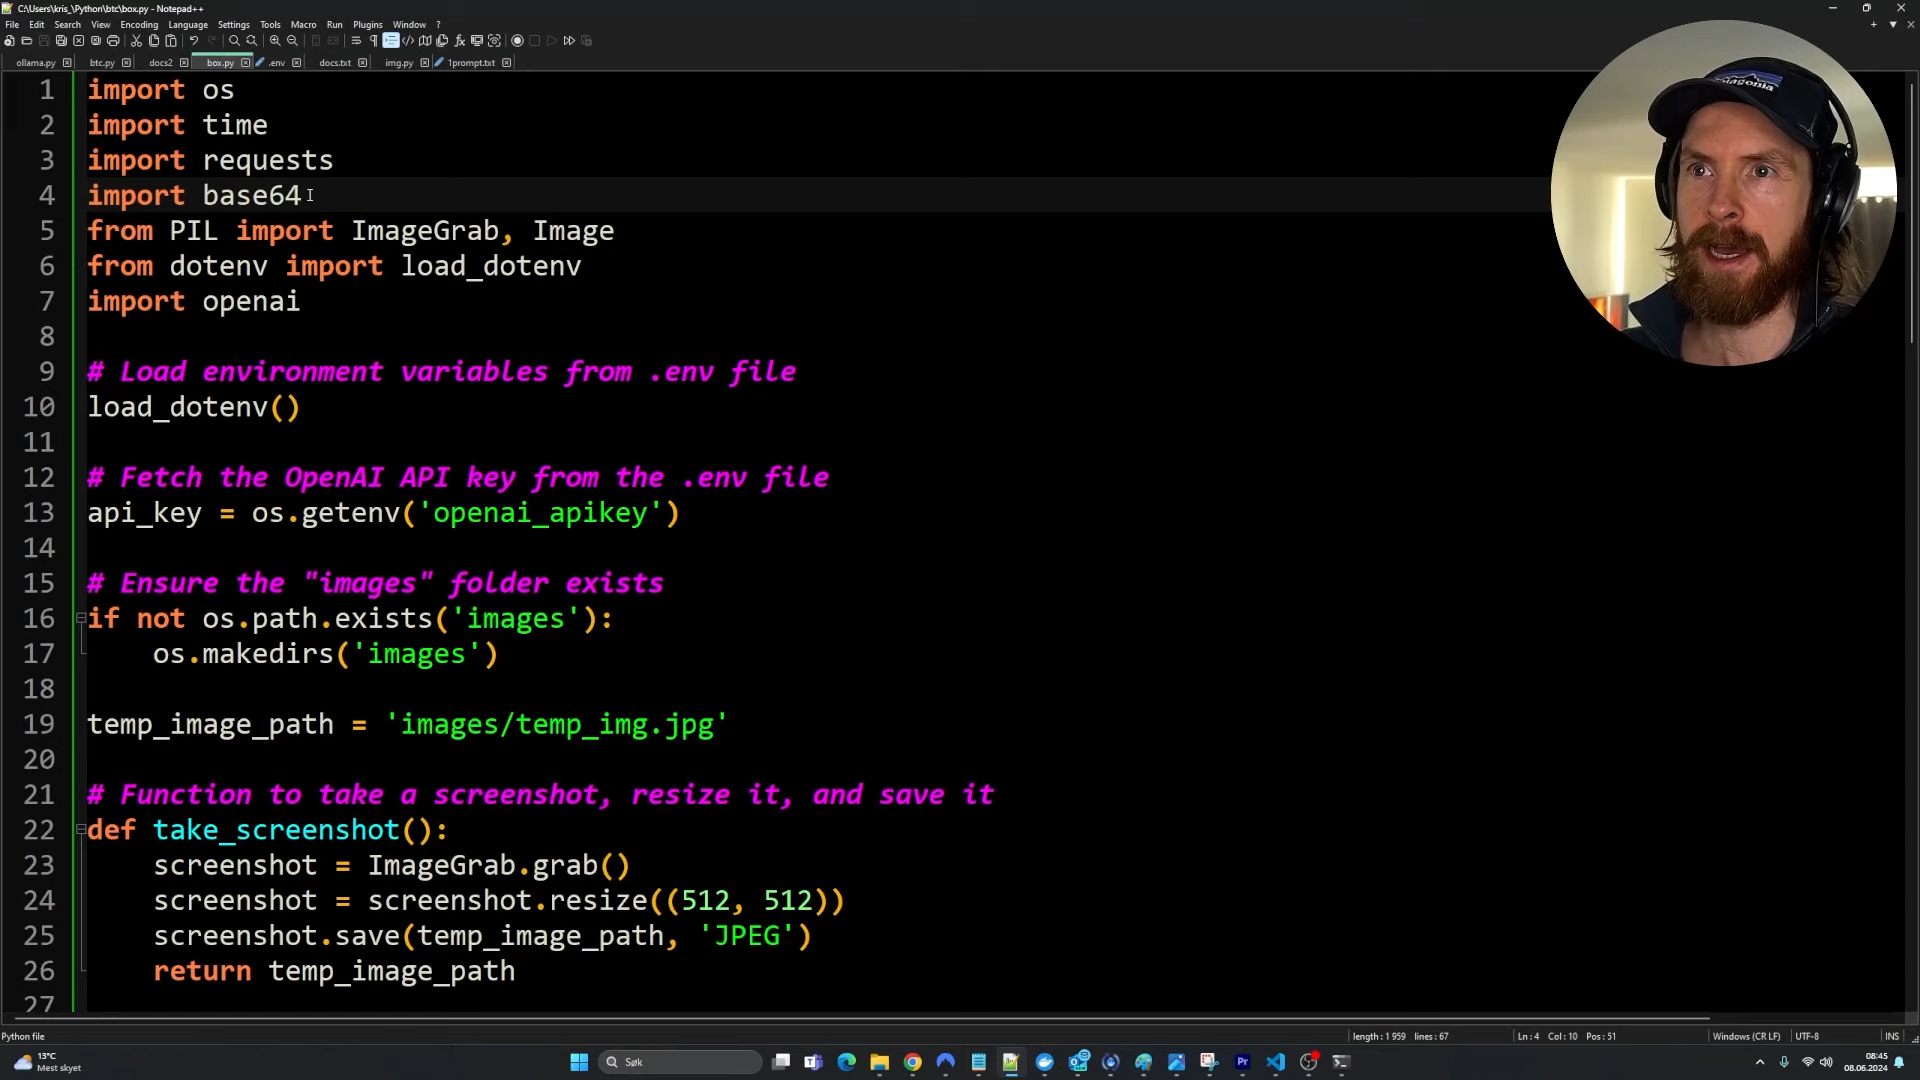 C:\Users\kris_\Python\btc\box.py - Notepad++
File Edit Search View Encoding Language Settings Tools Macro Run Plugins Window ?
ollama.py btc.py docs2 box.py .env docs.txt img.py 1prompt.txt
1 import os
2 import time
3 import requests
4 import base64
5 from PIL import ImageGrab, Image
6 from dotenv import load_dotenv
7 import openai
8
9 # Load environment variables from .env file
10 load_dotenv()
11
12 # Fetch the OpenAI API key from the .env file
13 api_key = os.getenv('openai_apikey')
14
15 # Ensure the "images" folder exists
16 if not os.path.exists('images'):
17 os.makedirs('images')
18
19 temp_image_path = 'images/temp_img.jpg'
20
21 # Function to take a screenshot, resize it, and save it
22 def take_screenshot():
23 screenshot = ImageGrab.grab()
24 screenshot = screenshot.resize((512, 512))
25 screenshot.save(temp_image_path, 'JPEG')
26 return temp_image_path
27
Python file length : 1 959 lines : 67 Ln : 4 Col : 10 Pos : 51 Windows (CR LF) UTF-8 INS
13°C
Mest skyet
Søk
08:45
08.06.2024